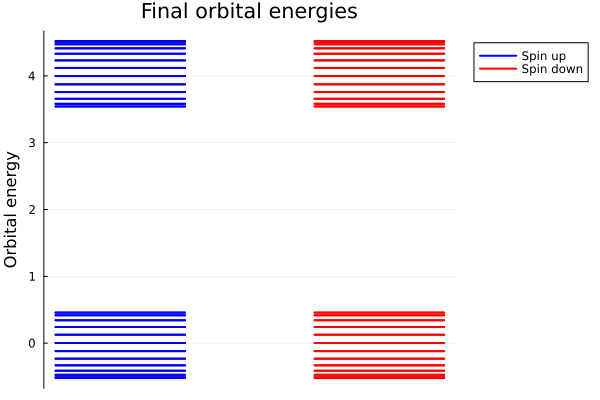 Final orbital energies
Spin up
Spin down
Orbital energy
4
3
2
1
0